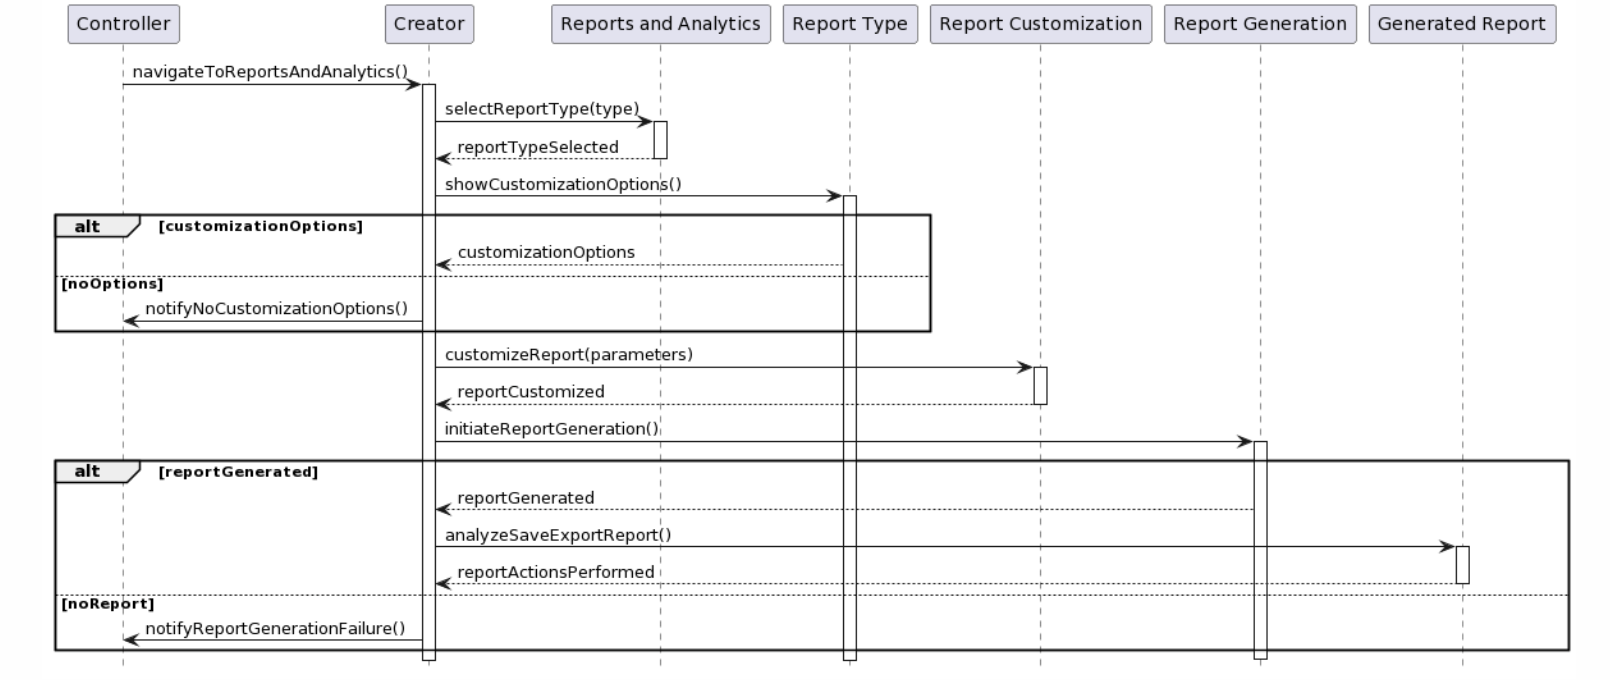 Controller
Creator
Reports and Analytics
Report Type
Report Customization
Report Generation
Generated Report
navigateToReportsAndAnalytics()
selectReportType(type)
reportTypeSelected
showCustomizationOptions()
alt [customizationOptions]
customizationOptions
[noOptions]
notifyNoCustomizationOptions()
customizeReport(parameters)
reportCustomized
initiateReportGeneration()
alt [reportGenerated]
reportGenerated
analyzeSaveExportReport()
reportActionsPerformed
[noReport]
notifyReportGenerationFailure()